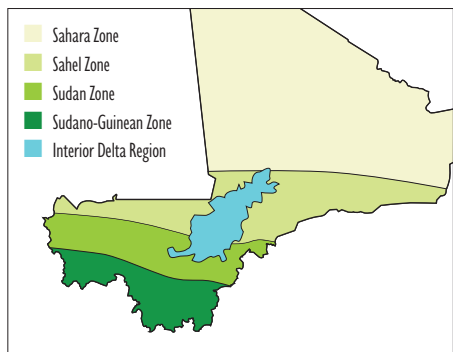 Sahara Zone
Sahel Zone
Sudan Zone
Sudano-Guinean Zone
Interior Delta Region